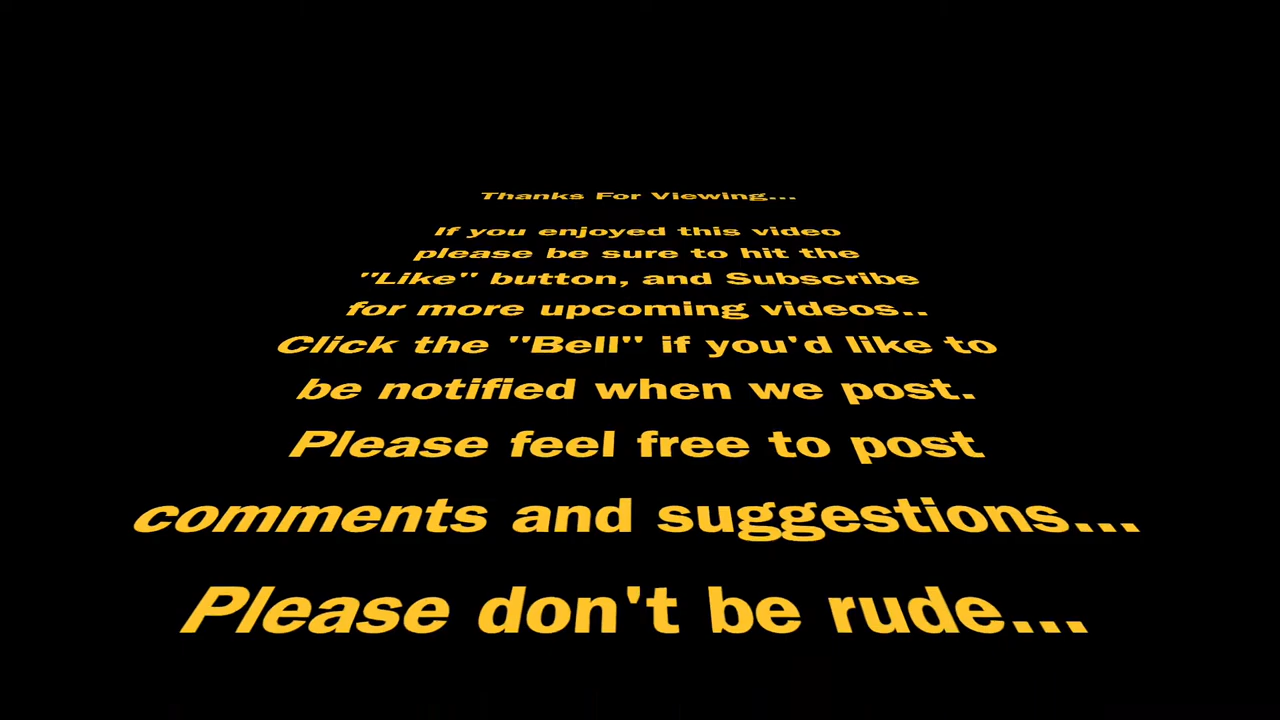 Thanks For Viewing...
If you enjoyed this video
please be sure to hit the
"Like" button, and Subscribe
for more upcoming videos..
Click the "Bell" if you'd like to
be notified when we post.
Please feel free to post
comments and suggestions...
Please don't be rude...